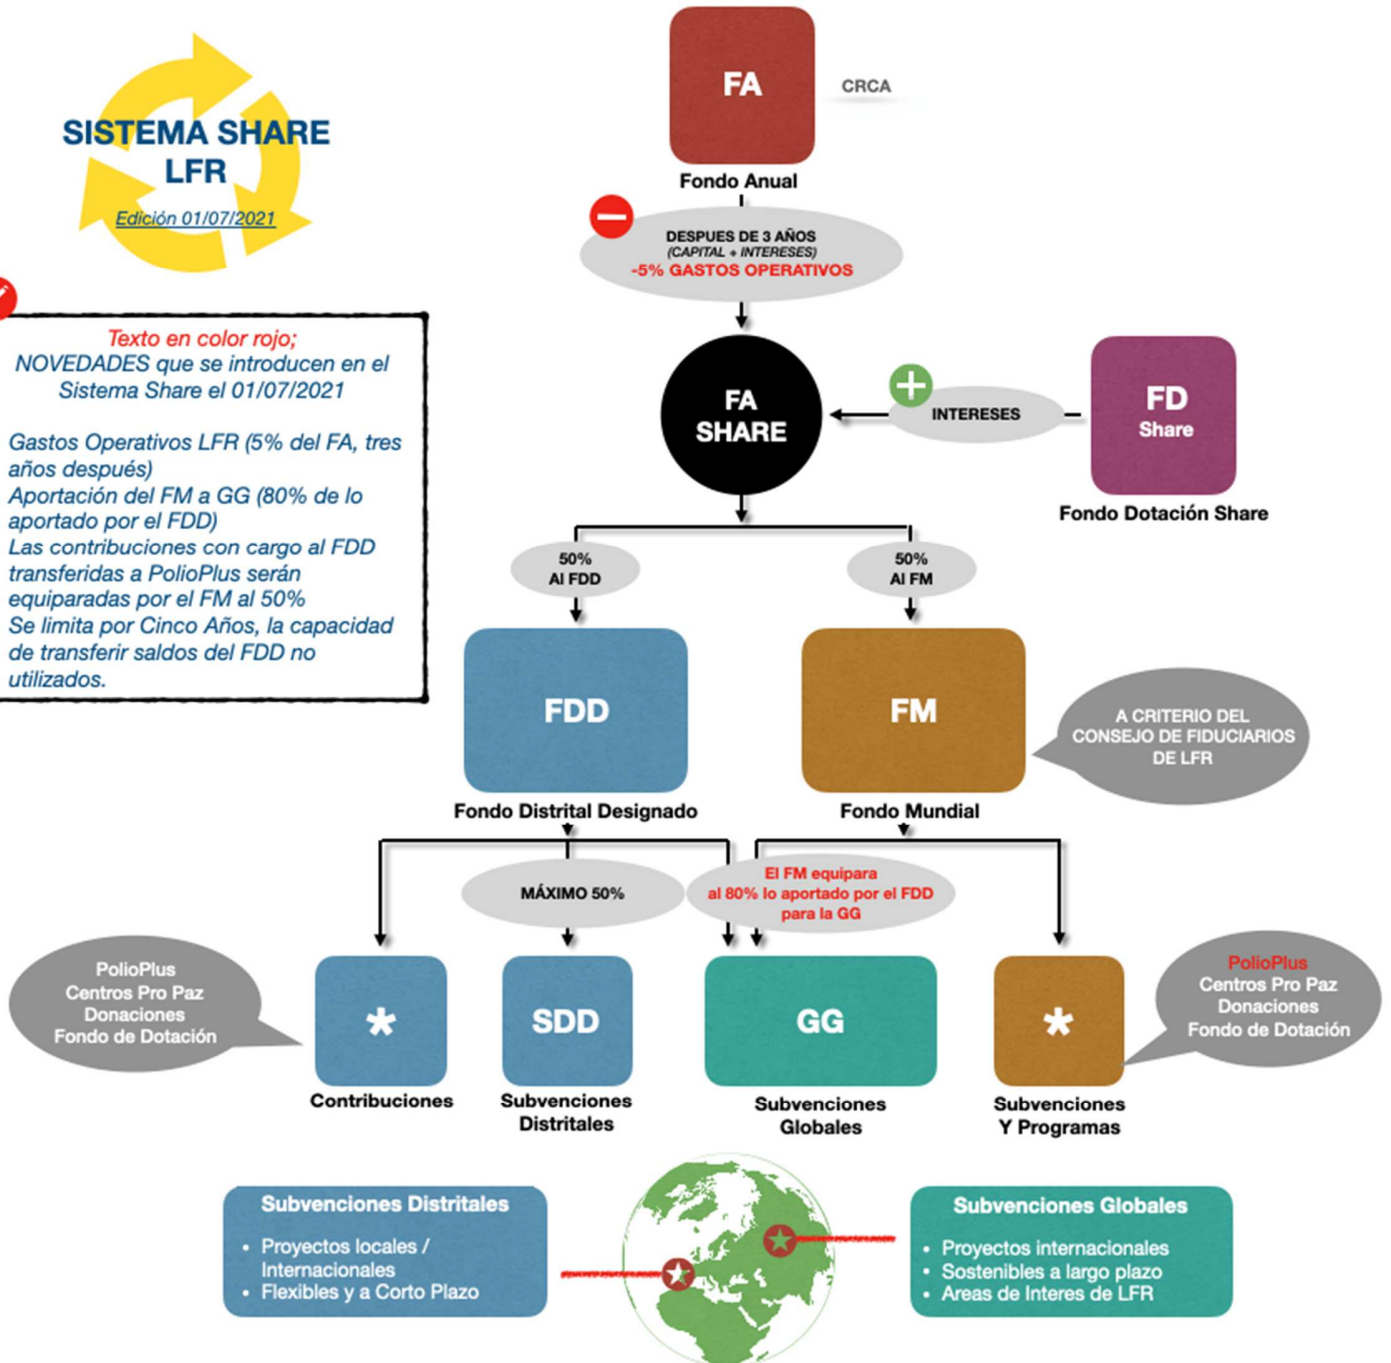 SISTEMA SHARE
LFR
Edición 01/07/2021
FA
CRCA
Fondo Anual
DESPUES DE 3 AÑOS
(CAPITAL + INTERESES)
-5% GASTOS OPERATIVOS
Texto en color rojo;
NOVEDADES que se introducen en el
Sistema Share el 01/07/2021
Gastos Operativos LFR (5% del FA, tres
años después)
Aportación del FM a GG (80% de lo
aportado por el FDD)
Las contribuciones con cargo al FDD
transferidas a PolioPlus serán
equiparadas por el FM al 50%
Se limita por Cinco Años, la capacidad
de transferir saldos del FDD no
utilizados.
FA
SHARE
INTERESES
FD
Share
Fondo Dotación Share
50%
Al FDD
50%
Al FM
FDD
FM
A CRITERIO DEL
CONSEJO DE FIDUCIARIOS
DE LFR
Fondo Distrital Designado
Fondo Mundial
MÁXIMO 50%
El FM equipara
al 80% lo aportado por el FDD
para la GG
PolioPlus
Centros Pro Paz
Donaciones
Fondo de Dotación
*
SDD
GG
*
PolioPlus
Centros Pro Paz
Donaciones
Fondo de Dotación
Contribuciones
Subvenciones
Distritales
Subvenciones
Globales
Subvenciones
Y Programas
Subvenciones Distritales
• Proyectos locales /
Internacionales
• Flexibles y a Corto Plazo
Subvenciones Globales
• Proyectos internacionales
• Sostenibles a largo plazo
• Areas de Interes de LFR